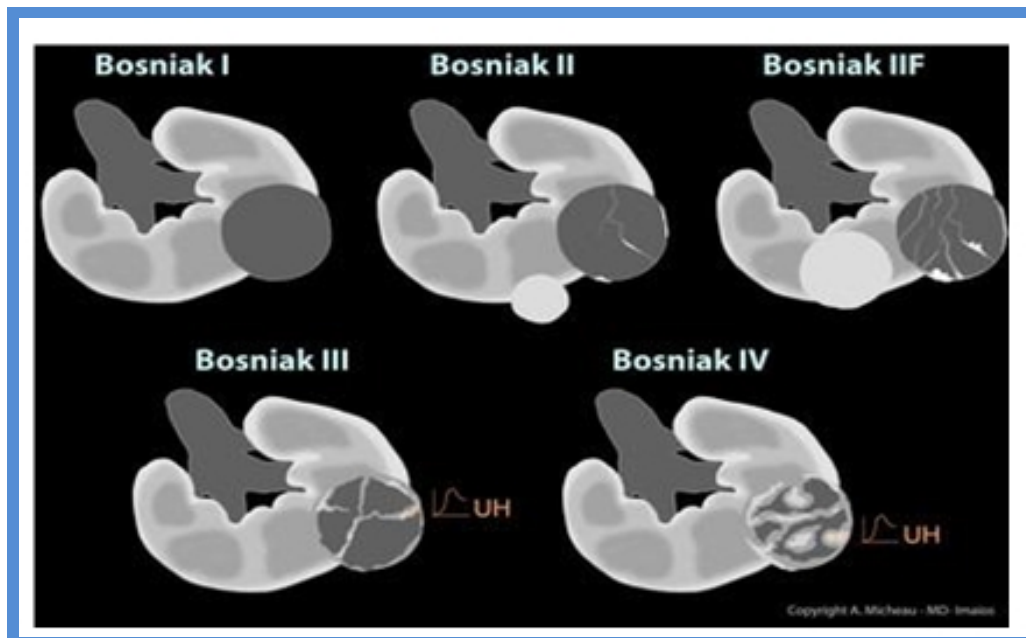 Bosniak I
Bosniak II
Bosniak IIF
Bosniak III
Bosniak IV
UH
UH
Copyright A. Micheau - MD- Imaios